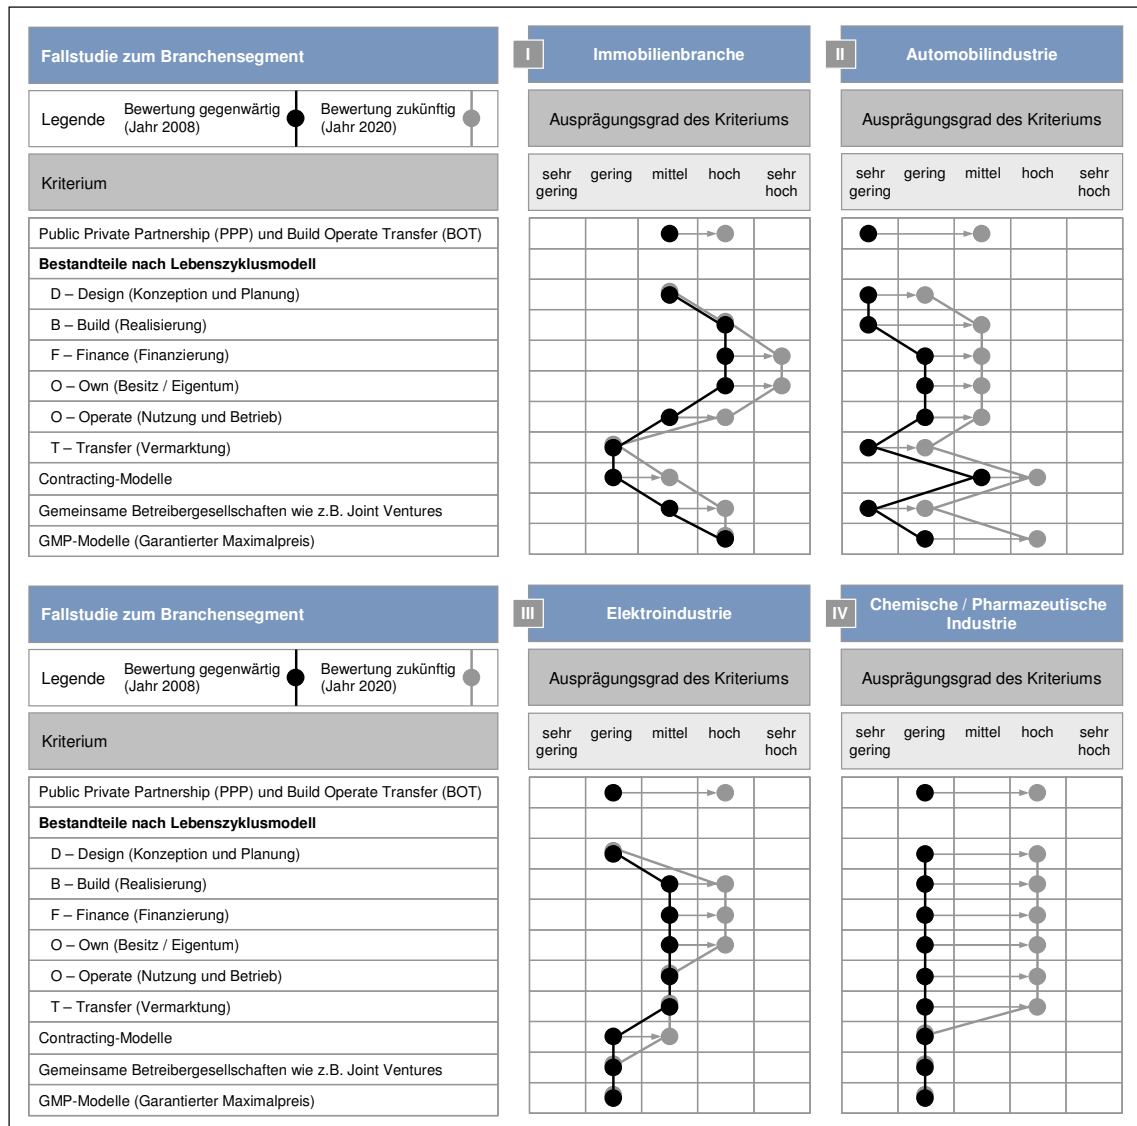 Fallstudie zum Branchensegment
I
Immobilienbranche
II
Automobilindustrie
Legende
Bewertung gegenwärtig
(Jahr 2008)
Bewertung zukünftig
(Jahr 2020)
Ausprägungsgrad des Kriteriums
Ausprägungsgrad des Kriteriums
Kriterium
sehr
gering
gering
mittel
hoch
sehr
hoch
sehr
gering
gering
mittel
hoch
sehr
hoch
Public Private Partnership (PPP) und Build Operate Transfer (BOT)
Bestandteile nach Lebenszyklusmodell
D – Design (Konzeption und Planung)
B – Build (Realisierung)
F – Finance (Finanzierung)
O – Own (Besitz / Eigentum)
O – Operate (Nutzung und Betrieb)
T – Transfer (Vermarktung)
Contracting-Modelle
Gemeinsame Betreibergesellschaften wie z.B. Joint Ventures
GMP-Modelle (Garantierter Maximalpreis)
Fallstudie zum Branchensegment
III
Elektroindustrie
IV
Chemische / Pharmazeutische
Industrie
Legende
Bewertung gegenwärtig
(Jahr 2008)
Bewertung zukünftig
(Jahr 2020)
Ausprägungsgrad des Kriteriums
Ausprägungsgrad des Kriteriums
Kriterium
sehr
gering
gering
mittel
hoch
sehr
hoch
sehr
gering
gering
mittel
hoch
sehr
hoch
Public Private Partnership (PPP) und Build Operate Transfer (BOT)
Bestandteile nach Lebenszyklusmodell
D – Design (Konzeption und Planung)
B – Build (Realisierung)
F – Finance (Finanzierung)
O – Own (Besitz / Eigentum)
O – Operate (Nutzung und Betrieb)
T – Transfer (Vermarktung)
Contracting-Modelle
Gemeinsame Betreibergesellschaften wie z.B. Joint Ventures
GMP-Modelle (Garantierter Maximalpreis)